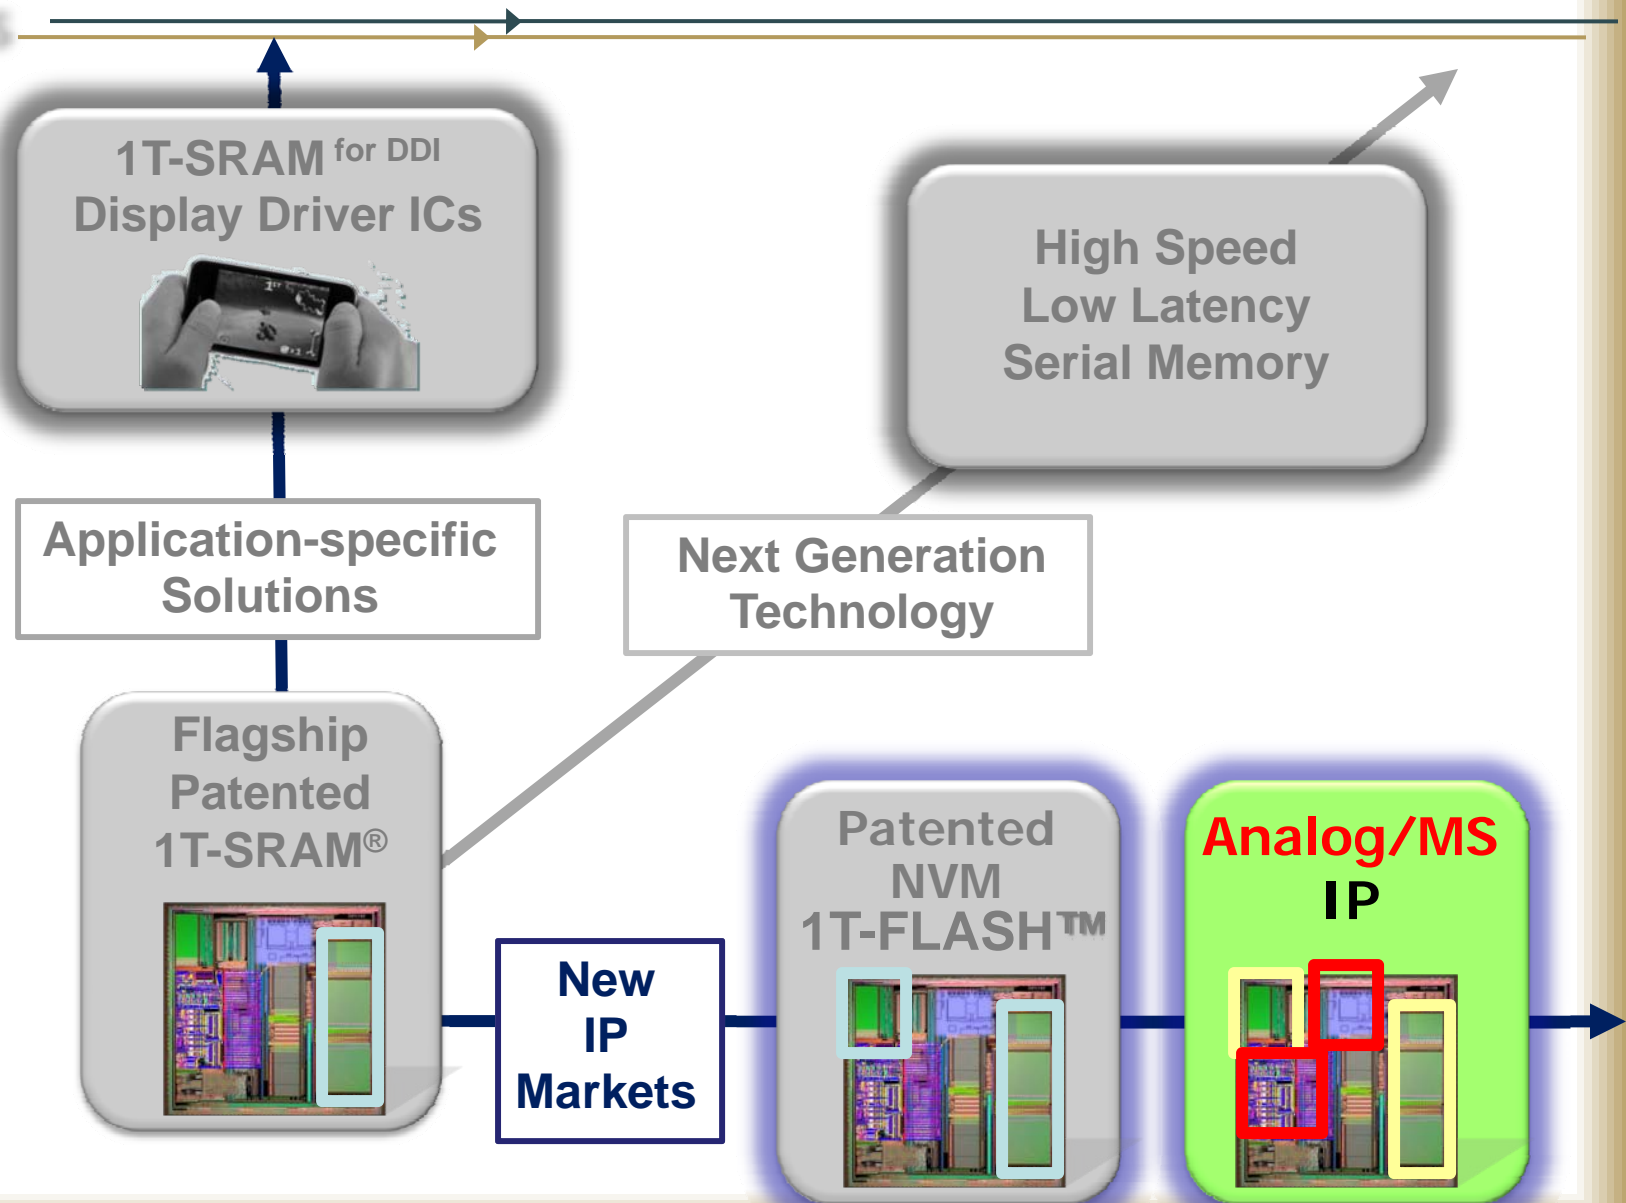 1T-SRAM for DDI
Display Driver ICs
High Speed
Low Latency
Serial Memory
Application-specific
Solutions
Next Generation
Technology
Flagship
Patented
1T-SRAM®
New
IP
Markets
Patented
NVM
1T-FLASH™
Analog/MS
IP